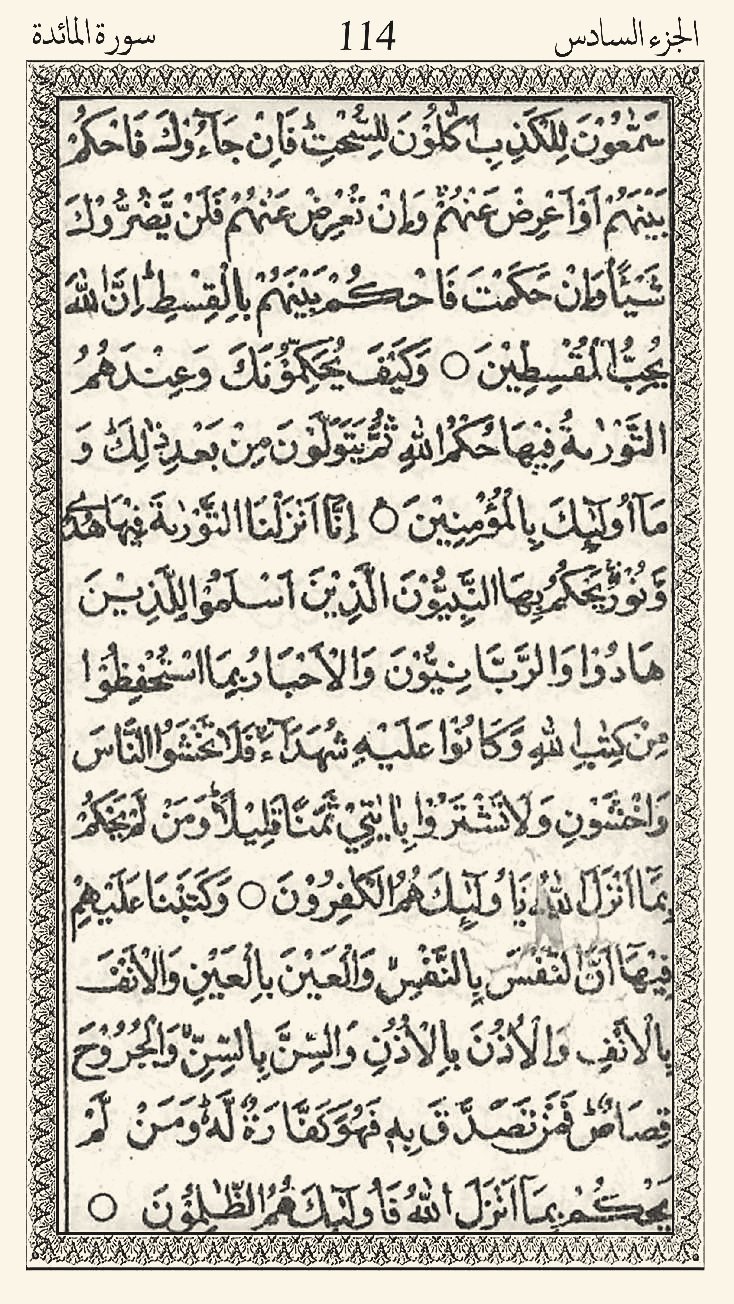 الجزء السادس 114 سورة المائدة
سَمّٰعُوْنَ لِلْكَذِبِ اَكّٰلُوْنَ لِلسُّحْتِؕ فَاِنْ جَآءُوْكَ فَاحْكُمْ
بَيْنَهُمْ اَوْ اَعْرِضْ عَنْهُمْۚ وَاِنْ تُعْرِضْ عَنْهُمْ فَلَنْ يَّضُرُّوْكَ
شَيْـًٔاؕ وَاِنْ حَكَمْتَ فَاحْكُمْ بَيْنَهُمْ بِالْقِسْطِؕ اِنَّ اللّٰهَ
يُحِبُّ الْمُقْسِطِيْنَ ○ وَكَيْفَ يُحَكِّمُوْنَكَ وَعِنْدَهُمُ
التَّوْرٰىةُ فِيْهَا حُكْمُ اللّٰهِ ثُمَّ يَتَوَلَّوْنَ مِنْۢ بَعْدِ ذٰلِكَؕ وَ
مَاۤ اُولٰٓئِكَ بِالْمُؤْمِنِيْنَ ○ اِنَّاۤ اَنْزَلْنَا التَّوْرٰىةَ فِيْهَا هُدًى
وَّنُوْرٌۚ يَحْكُمُ بِهَا النَّبِيُّوْنَ الَّذِيْنَ اَسْلَمُوْا لِلَّذِيْنَ
هَادُوْا وَالرَّبَّانِيُّوْنَ وَالْاَحْبَارُ بِمَا اسْتُحْفِظُوْا
مِنْ كِتٰبِ اللّٰهِ وَكَانُوْا عَلَيْهِ شُهَدَآءَۚ فَلَا تَخْشَوُا النَّاسَ
وَاخْشَوْنِ وَلَا تَشْتَرُوْا بِاٰيٰتِيْ ثَمَنًا قَلِيْلًاؕ وَمَنْ لَّمْ يَحْكُمْ
بِمَاۤ اَنْزَلَ اللّٰهُ فَاُولٰٓئِكَ هُمُ الْكٰفِرُوْنَ ○ وَكَتَبْنَا عَلَيْهِمْ
فِيْهَاۤ اَنَّ النَّفْسَ بِالنَّفْسِۙ وَالْعَيْنَ بِالْعَيْنِ وَالْاَنْفَ
بِالْاَنْفِ وَالْاُذُنَ بِالْاُذُنِ وَالسِّنَّ بِالسِّنِّۙ وَالْجُرُوْحَ
قِصَاصٌؕ فَمَنْ تَصَدَّقَ بِهٖ فَهُوَ كَفَّارَةٌ لَّهٗؕ وَمَنْ لَّمْ
يَحْكُمْ بِمَاۤ اَنْزَلَ اللّٰهُ فَاُولٰٓئِكَ هُمُ الظّٰلِمُوْنَ ○